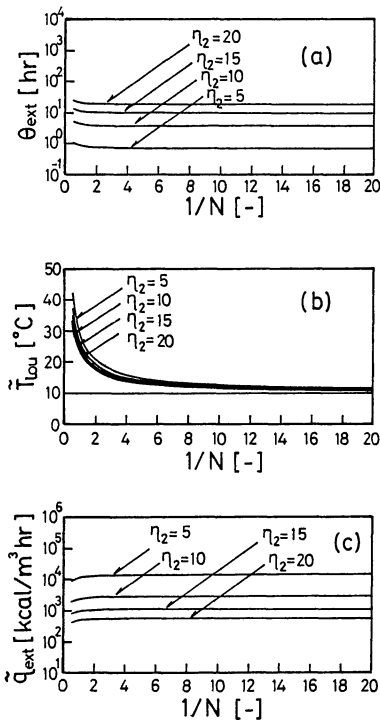 (a)
θext [hr]
10⁴
10³
10²
10¹
10⁰
10⁻¹
η₂=20
η₂=15
η₂=10
η₂=5
2 4 6 8 10 12 14 16 18 20
1/N [-]
(b)
T̃lou [°C]
50
40
30
20
10
0
η₂=5
η₂=10
η₂=15
η₂=20
2 4 6 8 10 12 14 16 18 20
1/N [-]
(c)
q̃ext [kcal/m³hr]
10⁶
10⁵
10⁴
10³
10²
10¹
η₂=5
η₂=10
η₂=15
η₂=20
2 4 6 8 10 12 14 16 18 20
1/N [-]